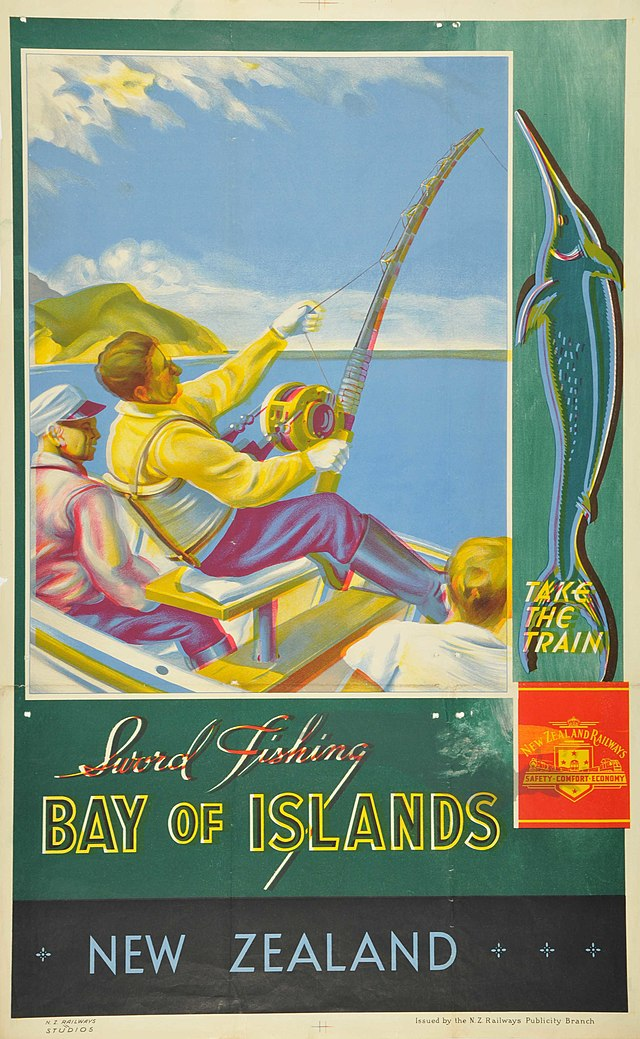 TAKE
THE
TRAIN
NEW ZEALAND RAILWAYS
SAFETY·COMFORT·ECONOMY
Sword Fishing
BAY OF ISLANDS
NEW ZEALAND
N.Z. RAILWAYS
STUDIOS
Issued by the N.Z. Railways Publicity Branch